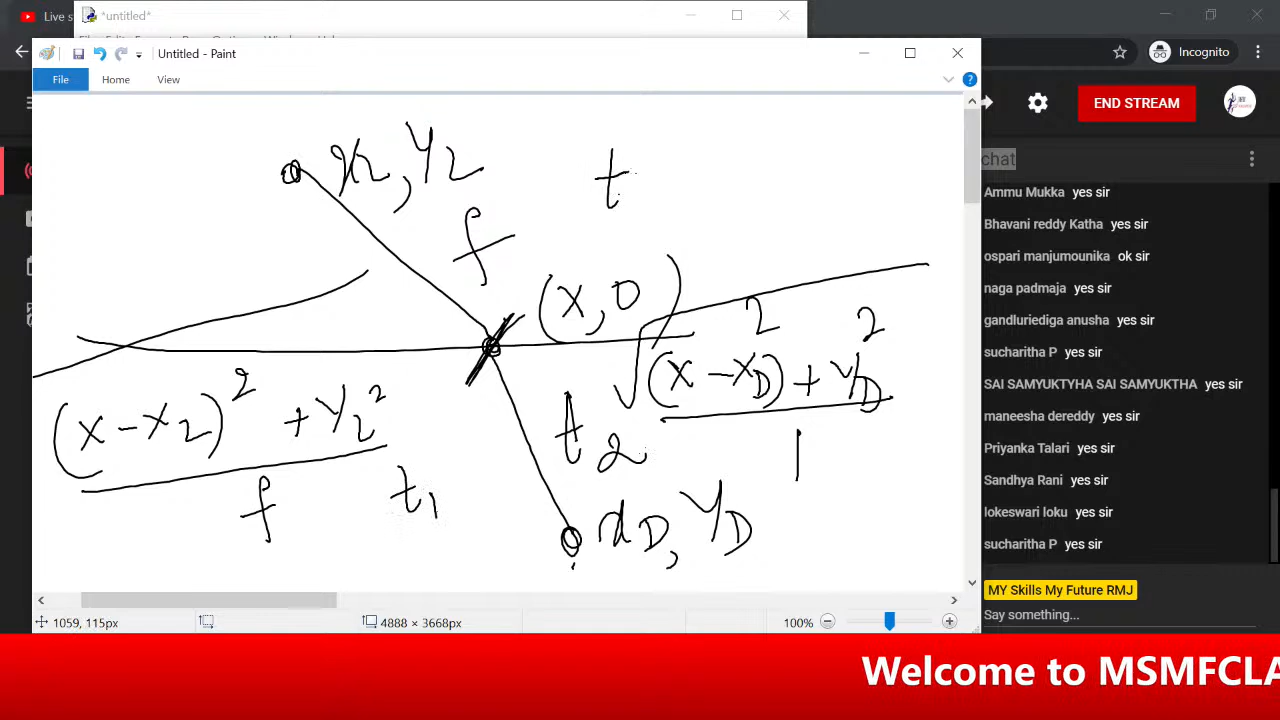 Live s
*untitled*
Untitled - Paint
File
Home
View
Incognito
END STREAM
chat
x2, y2
t
f
(x, 0)
√(x - xD)² + yD²
1
(x - x2)² + y2²
f
t1
t2
xD, yD
Ammu Mukka yes sir
Bhavani reddy Katha yes sir
ospari manjumounika ok sir
naga padmaja yes sir
gandluriediga anusha yes sir
sucharitha P yes sir
SAI SAMYUKTYHA SAI SAMYUKTHA yes sir
maneesha dereddy yes sir
Priyanka Talari yes sir
Sandhya Rani yes sir
lokeswari loku yes sir
sucharitha P yes sir
MY Skills My Future RMJ
Say something...
1059, 115px
4888 × 3668px
100%
Welcome to MSMFCLA